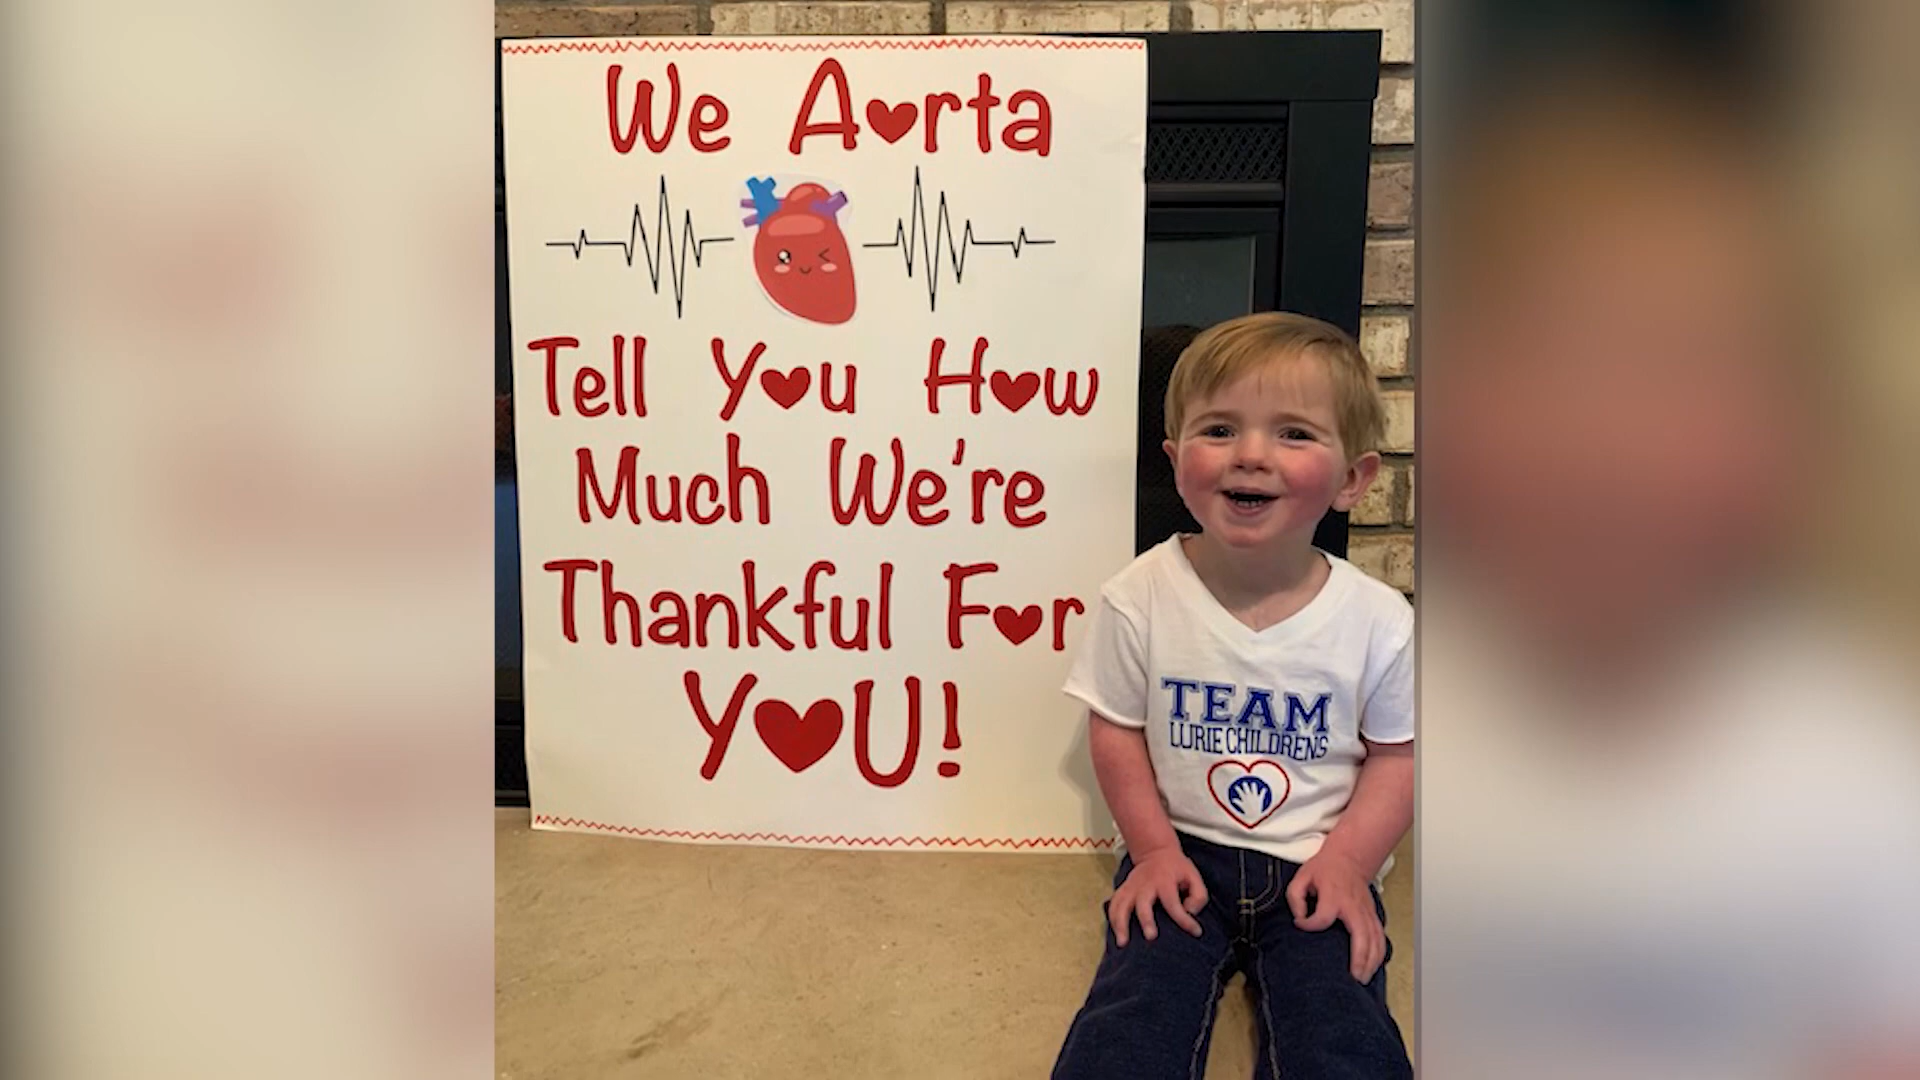 We Aorta
Tell You How
Much We're
Thankful For
YoU!
TEAM
LURIE CHILDRENS